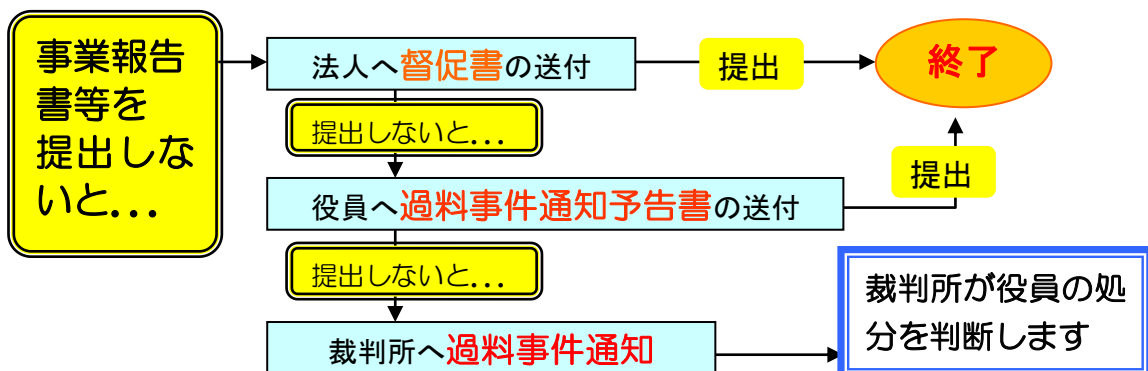 事業報告
書等を
提出しな
いと...
法人へ督促書の送付
提出
終了
提出しないと...
役員へ過料事件通知予告書の送付
提出
提出しないと...
裁判所へ過料事件通知
裁判所が役員の処
分を判断します